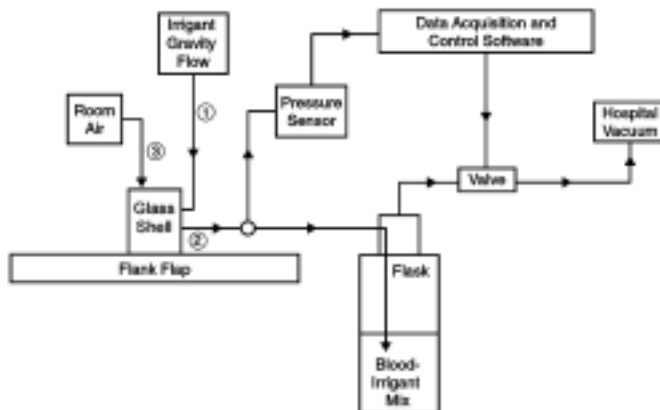 Irrigant
Gravity
Flow
Data Acquisition and
Control Software
Room
Air
①
Pressure
Sensor
Hospital
Vacuum
③
Valve
Glass
Shell
②
Flank Flap
Flask
Blood-
Irrigant
Mix